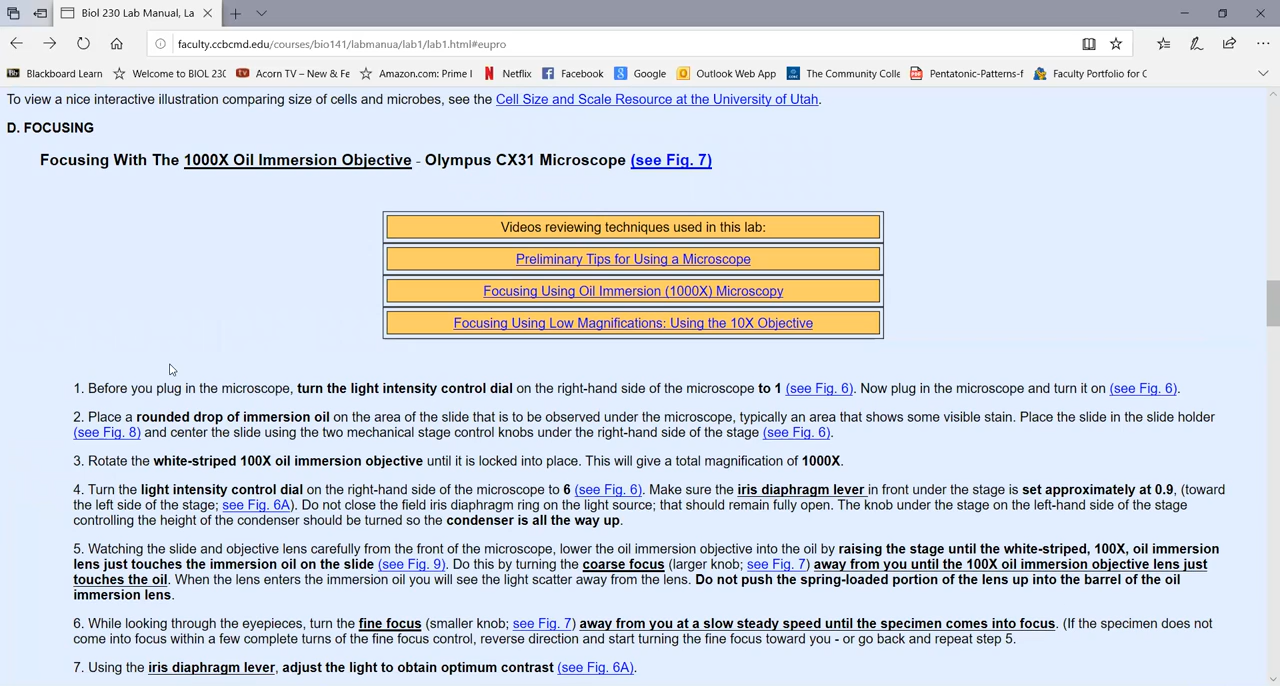 Biol 230 Lab Manual, La
faculty.ccbcmd.edu/courses/bio141/labmanua/lab1/lab1.html#eupro
Blackboard Learn Welcome to BIOL 230 Acorn TV – New & Fe Amazon.com: Prime I Netflix Facebook Google Outlook Web App The Community Colle Pentatonic-Patterns-f Faculty Portfolio for C
To view a nice interactive illustration comparing size of cells and microbes, see the Cell Size and Scale Resource at the University of Utah.
D. FOCUSING
Focusing With The 1000X Oil Immersion Objective - Olympus CX31 Microscope (see Fig. 7)
Videos reviewing techniques used in this lab:
Preliminary Tips for Using a Microscope
Focusing Using Oil Immersion (1000X) Microscopy
Focusing Using Low Magnifications: Using the 10X Objective
1. Before you plug in the microscope, turn the light intensity control dial on the right-hand side of the microscope to 1 (see Fig. 6). Now plug in the microscope and turn it on (see Fig. 6).
2. Place a rounded drop of immersion oil on the area of the slide that is to be observed under the microscope, typically an area that shows some visible stain. Place the slide in the slide holder
(see Fig. 8) and center the slide using the two mechanical stage control knobs under the right-hand side of the stage (see Fig. 6).
3. Rotate the white-striped 100X oil immersion objective until it is locked into place. This will give a total magnification of 1000X.
4. Turn the light intensity control dial on the right-hand side of the microscope to 6 (see Fig. 6). Make sure the iris diaphragm lever in front under the stage is set approximately at 0.9, (toward
the left side of the stage; see Fig. 6A). Do not close the field iris diaphragm ring on the light source; that should remain fully open. The knob under the stage on the left-hand side of the stage
controlling the height of the condenser should be turned so the condenser is all the way up.
5. Watching the slide and objective lens carefully from the front of the microscope, lower the oil immersion objective into the oil by raising the stage until the white-striped, 100X, oil immersion
lens just touches the immersion oil on the slide (see Fig. 9). Do this by turning the coarse focus (larger knob; see Fig. 7) away from you until the 100X oil immersion objective lens just
touches the oil. When the lens enters the immersion oil you will see the light scatter away from the lens. Do not push the spring-loaded portion of the lens up into the barrel of the oil
immersion lens.
6. While looking through the eyepieces, turn the fine focus (smaller knob; see Fig. 7) away from you at a slow steady speed until the specimen comes into focus. (If the specimen does not
come into focus within a few complete turns of the fine focus control, reverse direction and start turning the fine focus toward you - or go back and repeat step 5.
7. Using the iris diaphragm lever, adjust the light to obtain optimum contrast (see Fig. 6A).